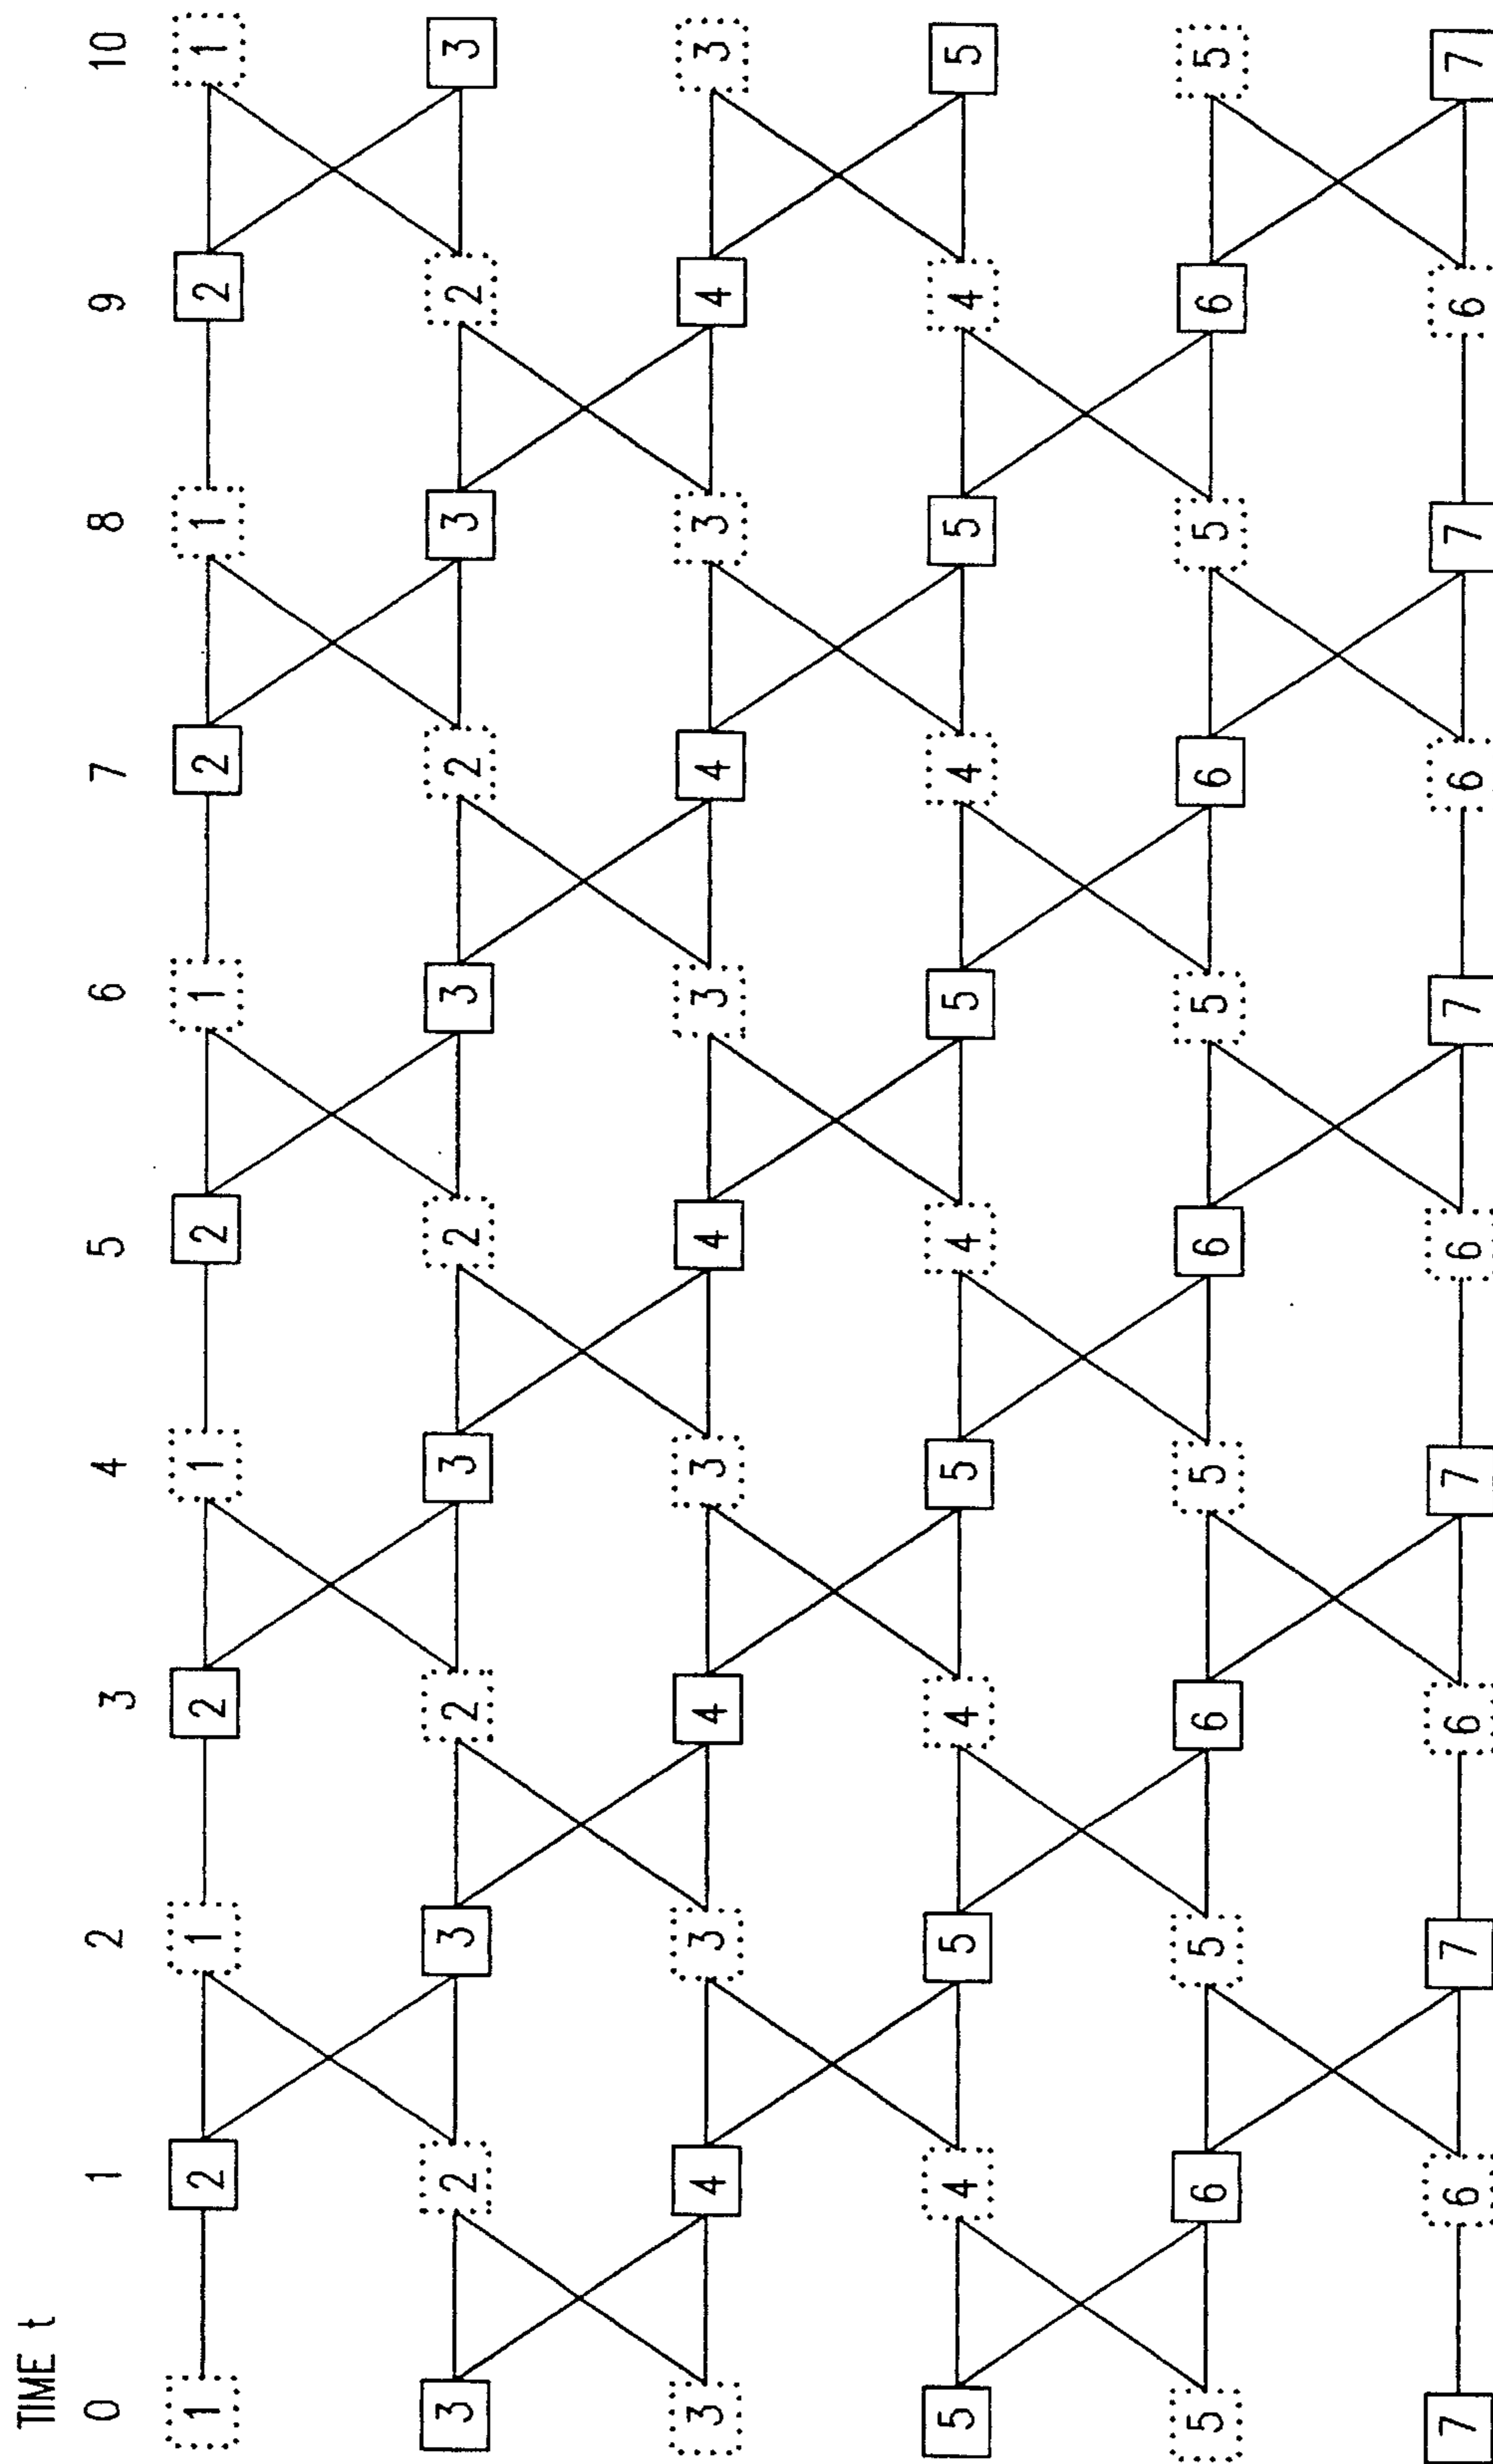 TIME t
0 1 2 3 4 5 6 7 8 9 10
1 2 1 2 1 2 1 2 1 2 1
3 2 3 2 3 2 3 2 3 2 3
3 4 3 4 3 4 3 4 3 4 3
5 4 5 4 5 4 5 4 5 4 5
5 6 5 6 5 6 5 6 5 6 5
7 6 7 6 7 6 7 6 7 6 7